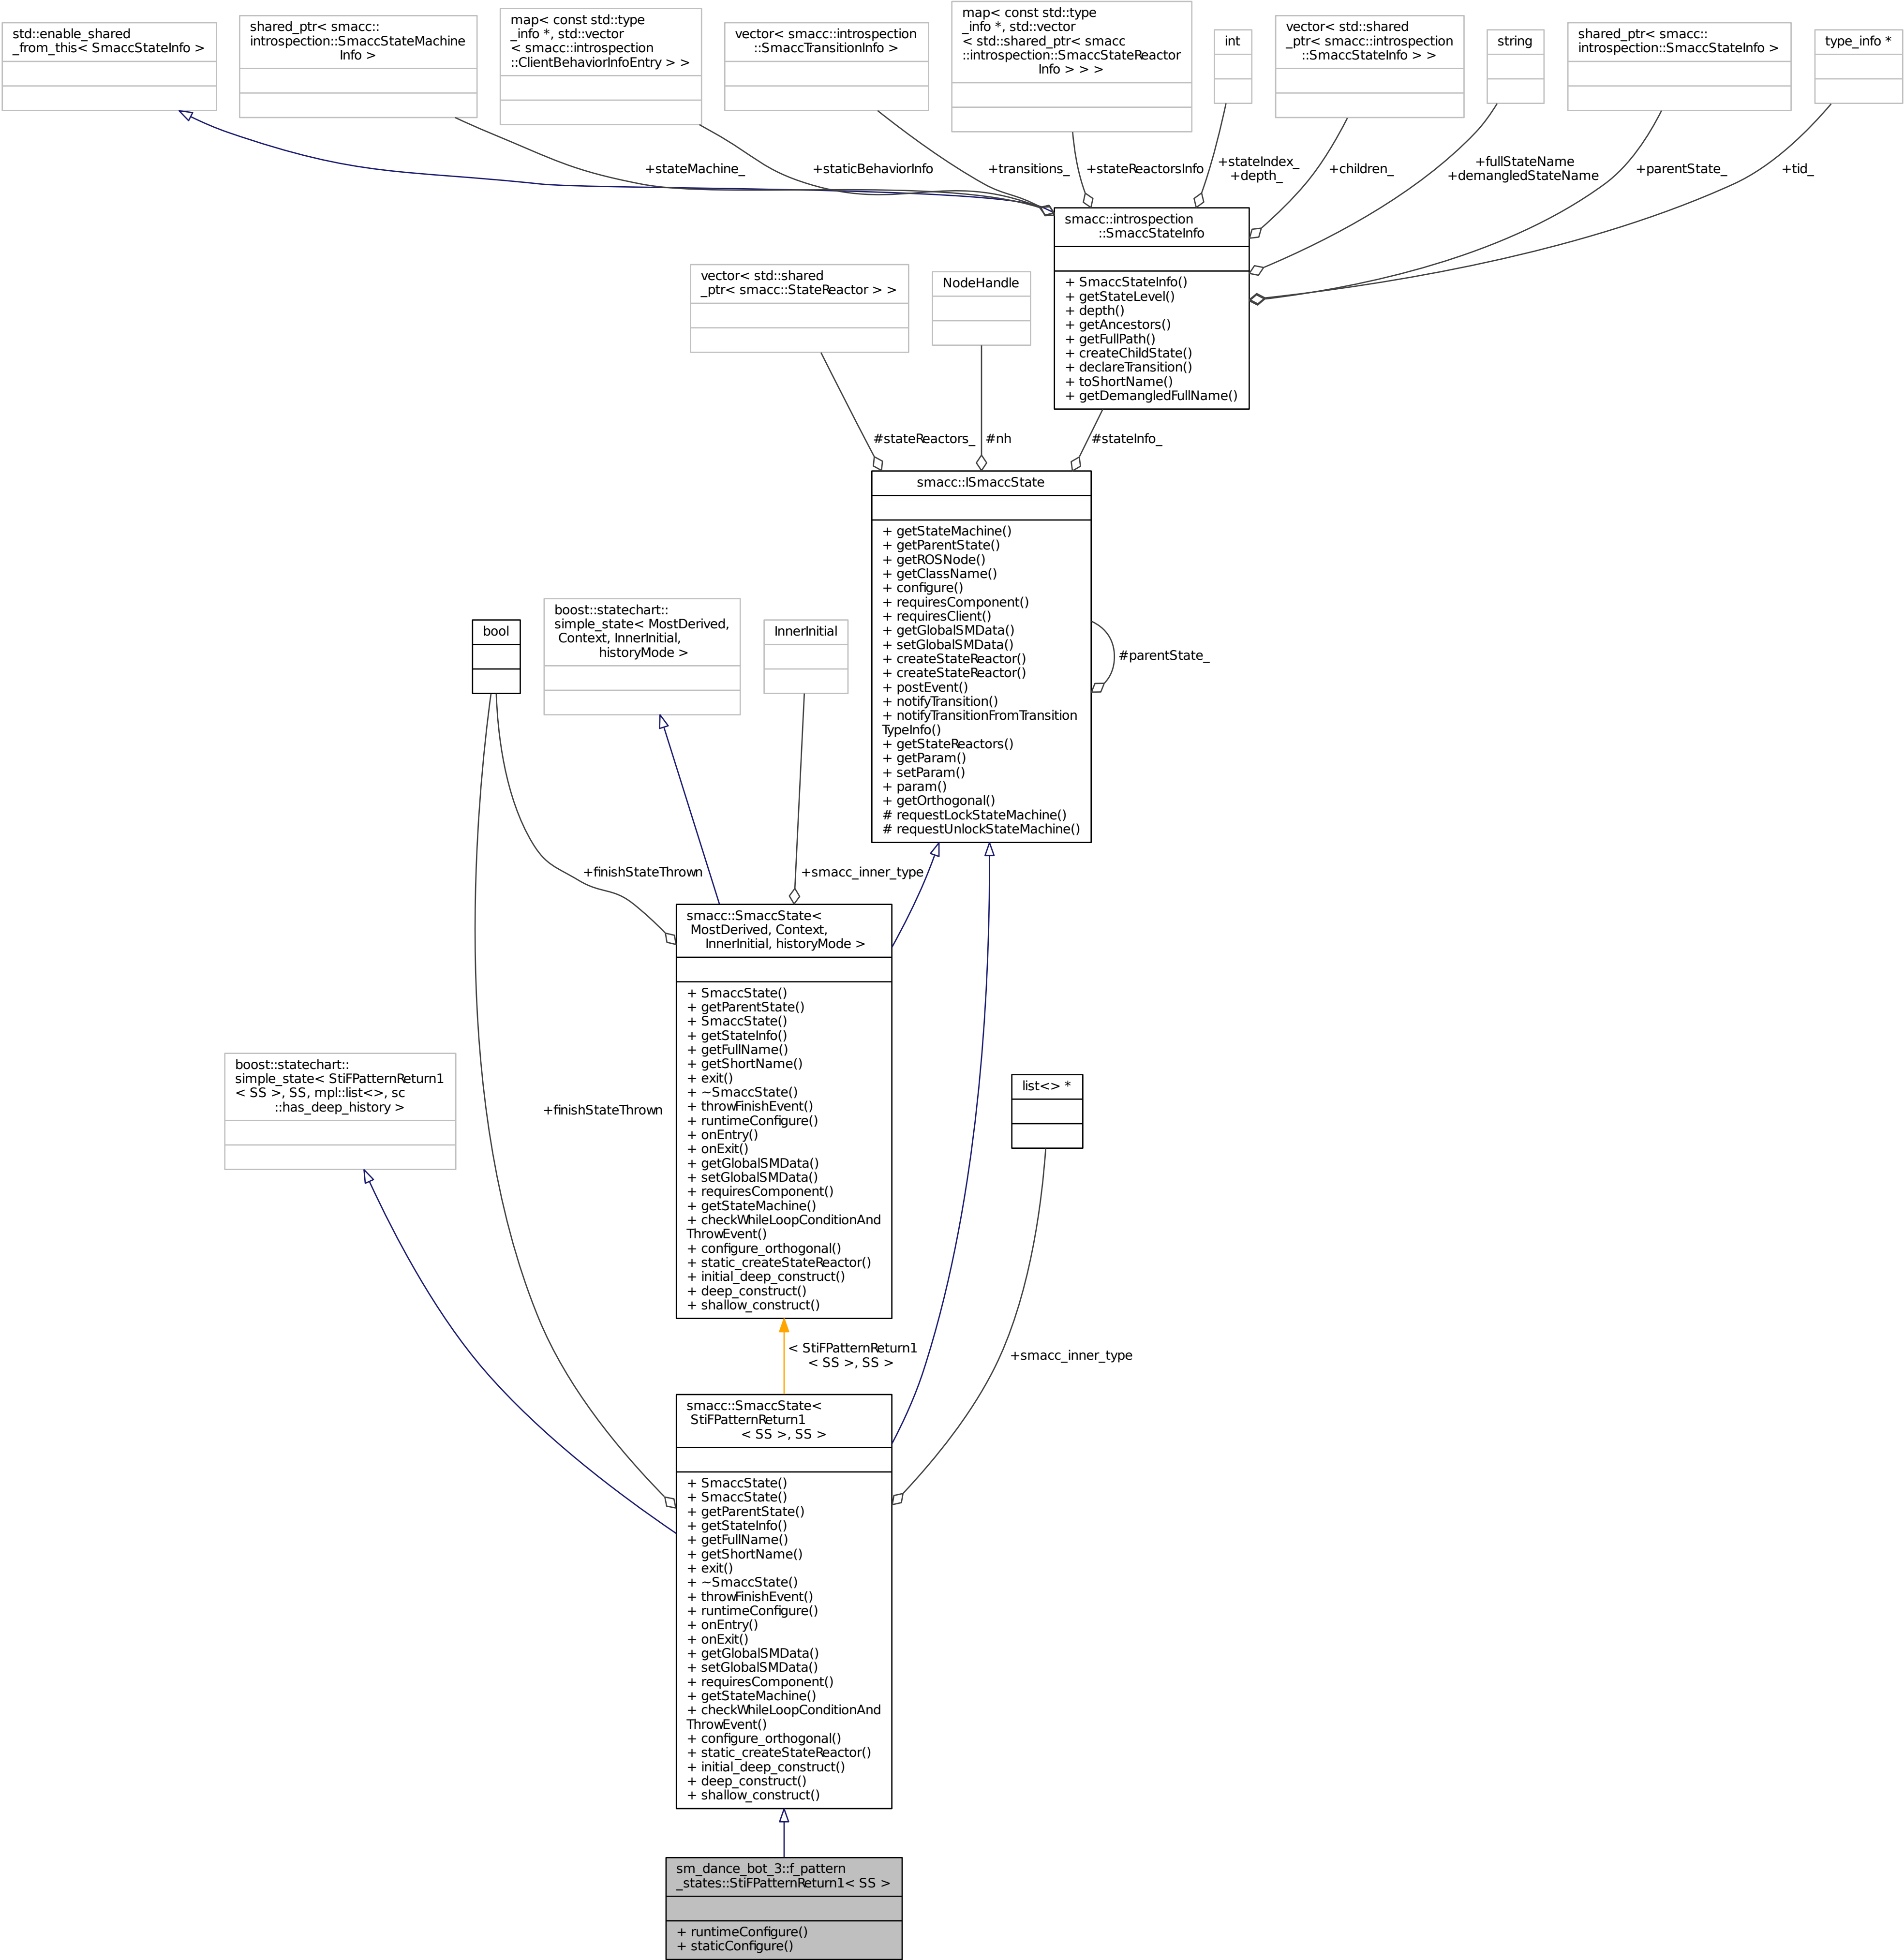 std::enable_shared
_from_this< SmaccStateInfo >
shared_ptr< smacc::
introspection::SmaccStateMachine
Info >
map< const std::type
_info *, std::vector
< smacc::introspection
::ClientBehaviorInfoEntry > >
vector< smacc::introspection
::SmaccTransitionInfo >
map< const std::type
_info *, std::vector
< std::shared_ptr< smacc
::introspection::SmaccStateReactor
Info > > >
int
vector< std::shared
_ptr< smacc::introspection
::SmaccStateInfo > >
string
shared_ptr< smacc::
introspection::SmaccStateInfo >
type_info *
+stateMachine_
+staticBehaviorInfo
+transitions_
+stateReactorsInfo
+stateIndex_
+depth_
+children_
+fullStateName
+demangledStateName
+parentState_
+tid_
smacc::introspection
::SmaccStateInfo
+ SmaccStateInfo()
+ getStateLevel()
+ depth()
+ getAncestors()
+ getFullPath()
+ createChildState()
+ declareTransition()
+ toShortName()
+ getDemangledFullName()
vector< std::shared
_ptr< smacc::StateReactor > >
NodeHandle
#stateReactors_
#nh
#stateInfo_
smacc::ISmaccState
+ getStateMachine()
+ getParentState()
+ getROSNode()
+ getClassName()
+ configure()
+ requiresComponent()
+ requiresClient()
+ getGlobalSMData()
+ setGlobalSMData()
+ createStateReactor()
+ createStateReactor()
+ postEvent()
+ notifyTransition()
+ notifyTransitionFromTransition
TypeInfo()
+ getStateReactors()
+ getParam()
+ setParam()
+ param()
+ getOrthogonal()
# requestLockStateMachine()
# requestUnlockStateMachine()
#parentState_
bool
boost::statechart::
simple_state< MostDerived,
Context, InnerInitial,
historyMode >
InnerInitial
+finishStateThrown
+smacc_inner_type
smacc::SmaccState<
MostDerived, Context,
InnerInitial, historyMode >
+ SmaccState()
+ getParentState()
+ SmaccState()
+ getStateInfo()
+ getFullName()
+ getShortName()
+ exit()
+ ~SmaccState()
+ throwFinishEvent()
+ runtimeConfigure()
+ onEntry()
+ onExit()
+ getGlobalSMData()
+ setGlobalSMData()
+ requiresComponent()
+ getStateMachine()
+ checkWhileLoopConditionAnd
ThrowEvent()
+ configure_orthogonal()
+ static_createStateReactor()
+ initial_deep_construct()
+ deep_construct()
+ shallow_construct()
boost::statechart::
simple_state< StiFPatternReturn1
< SS >, SS, mpl::list<>, sc
::has_deep_history >
+finishStateThrown
list<> *
< StiFPatternReturn1
< SS >, SS >
+smacc_inner_type
smacc::SmaccState<
StiFPatternReturn1
< SS >, SS >
+ SmaccState()
+ SmaccState()
+ getParentState()
+ getStateInfo()
+ getFullName()
+ getShortName()
+ exit()
+ ~SmaccState()
+ throwFinishEvent()
+ runtimeConfigure()
+ onEntry()
+ onExit()
+ getGlobalSMData()
+ setGlobalSMData()
+ requiresComponent()
+ getStateMachine()
+ checkWhileLoopConditionAnd
ThrowEvent()
+ configure_orthogonal()
+ static_createStateReactor()
+ initial_deep_construct()
+ deep_construct()
+ shallow_construct()
sm_dance_bot_3::f_pattern
_states::StiFPatternReturn1< SS >
+ runtimeConfigure()
+ staticConfigure()